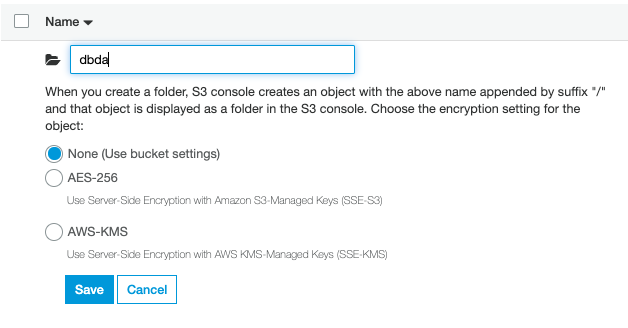 Name
dbda
When you create a folder, S3 console creates an object with the above name appended by suffix "/"
and that object is displayed as a folder in the S3 console. Choose the encryption setting for the
object:
None (Use bucket settings)
AES-256
Use Server-Side Encryption with Amazon S3-Managed Keys (SSE-S3)
AWS-KMS
Use Server-Side Encryption with AWS KMS-Managed Keys (SSE-KMS)
Save Cancel